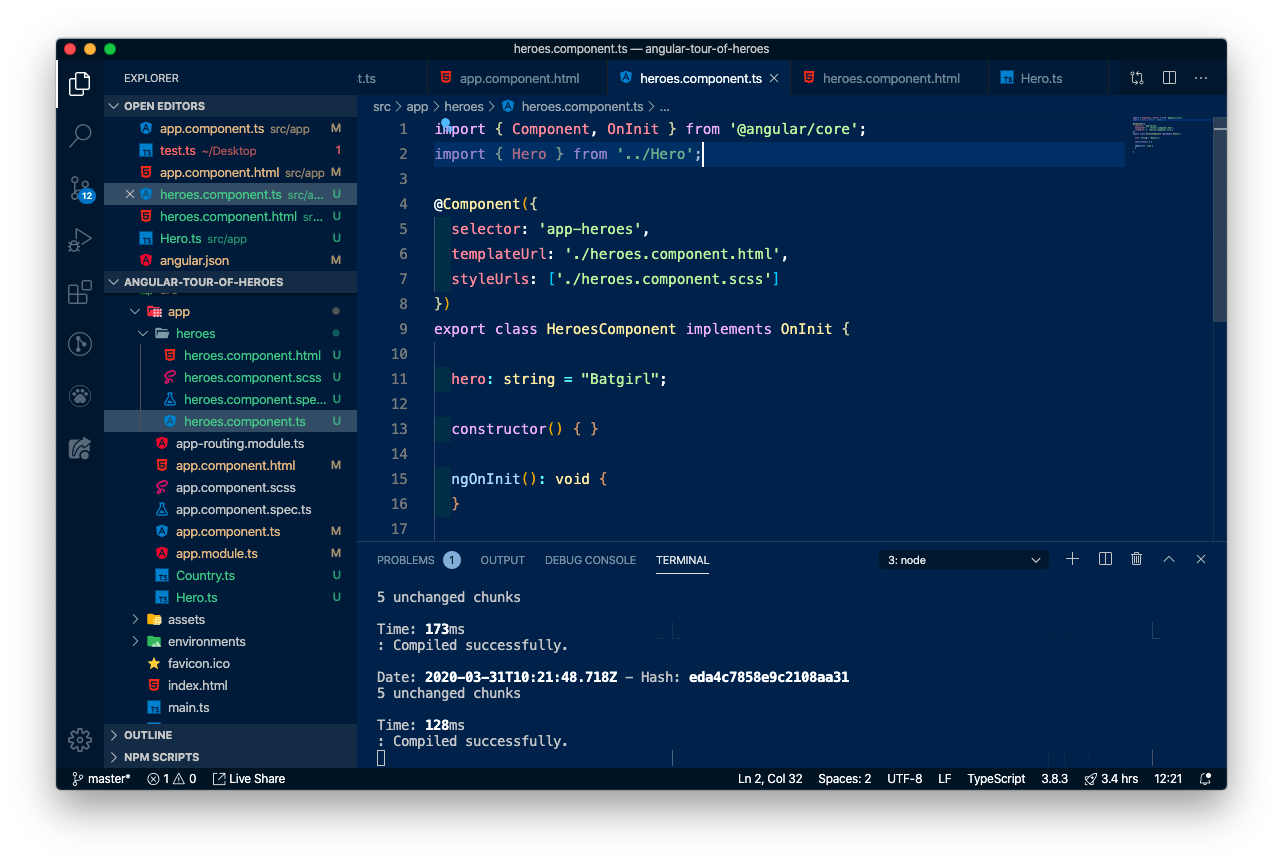 heroes.component.ts — angular-tour-of-heroes
EXPLORER
OPEN EDITORS
app.component.ts src/app M
test.ts ~/Desktop 1
app.component.html src/app M
heroes.component.ts src/a... U
heroes.component.html sr... U
Hero.ts src/app U
angular.json M
ANGULAR-TOUR-OF-HEROES
app
heroes
heroes.component.html U
heroes.component.scss U
heroes.component.spe... U
heroes.component.ts U
app-routing.module.ts
app.component.html M
app.component.scss
app.component.spec.ts
app.component.ts M
app.module.ts M
Country.ts U
Hero.ts U
assets
environments
favicon.ico
index.html
main.ts
OUTLINE
NPM SCRIPTS
12
t.ts app.component.html heroes.component.ts heroes.component.html Hero.ts
src > app > heroes > heroes.component.ts > ...
1 import { Component, OnInit } from '@angular/core';
2 import { Hero } from '../Hero';
3
4 @Component({
5 selector: 'app-heroes',
6 templateUrl: './heroes.component.html',
7 styleUrls: ['./heroes.component.scss']
8 })
9 export class HeroesComponent implements OnInit {
10
11 hero: string = "Batgirl";
12
13 constructor() { }
14
15 ngOnInit(): void {
16 }
17
PROBLEMS 1 OUTPUT DEBUG CONSOLE TERMINAL 3: node
5 unchanged chunks
Time: 173ms
: Compiled successfully.
Date: 2020-03-31T10:21:48.718Z - Hash: eda4c7858e9c2108aa31
5 unchanged chunks
Time: 128ms
: Compiled successfully.
master* 1 0 Live Share Ln 2, Col 32 Spaces: 2 UTF-8 LF TypeScript 3.8.3 3.4 hrs 12:21